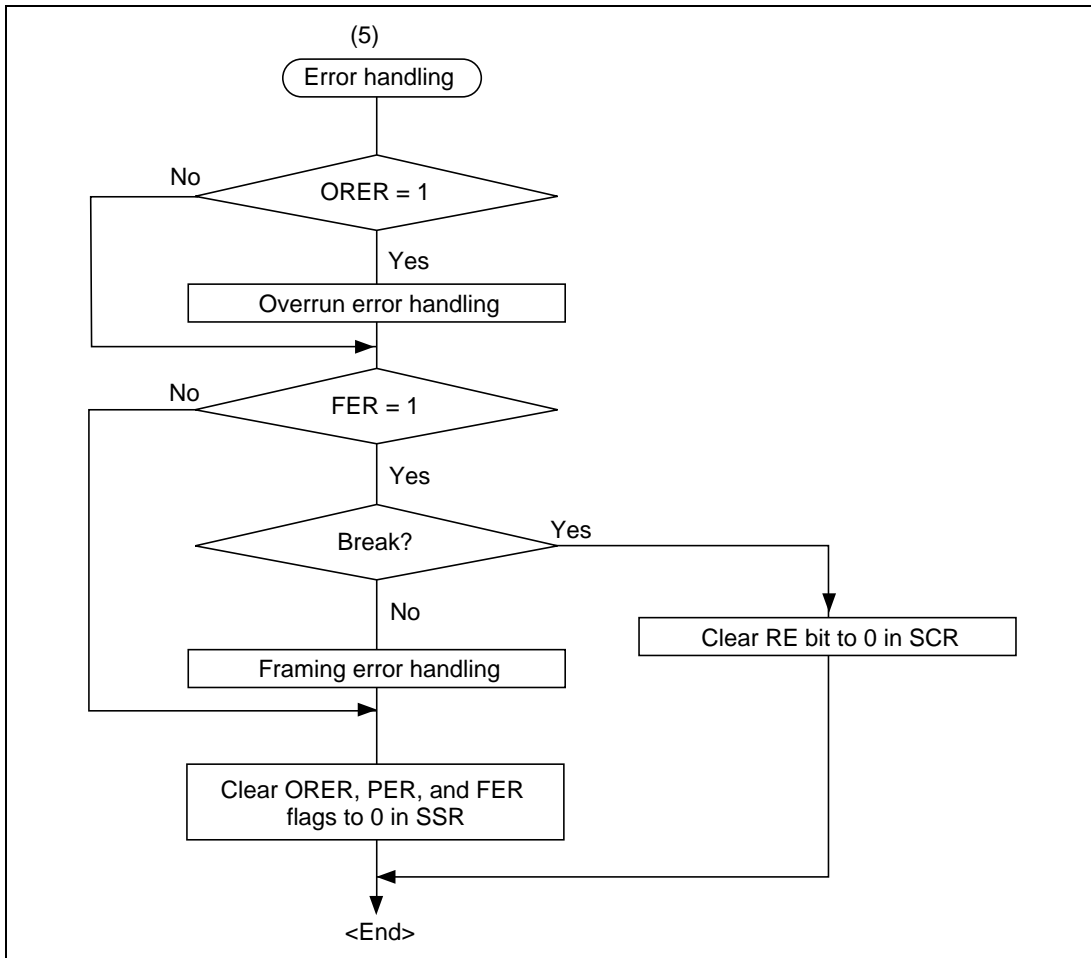 (5)
Error handling
No
ORER = 1
Yes
Overrun error handling
No
FER = 1
Yes
Break?
Yes
No
Clear RE bit to 0 in SCR
Framing error handling
Clear ORER, PER, and FER
flags to 0 in SSR
<End>